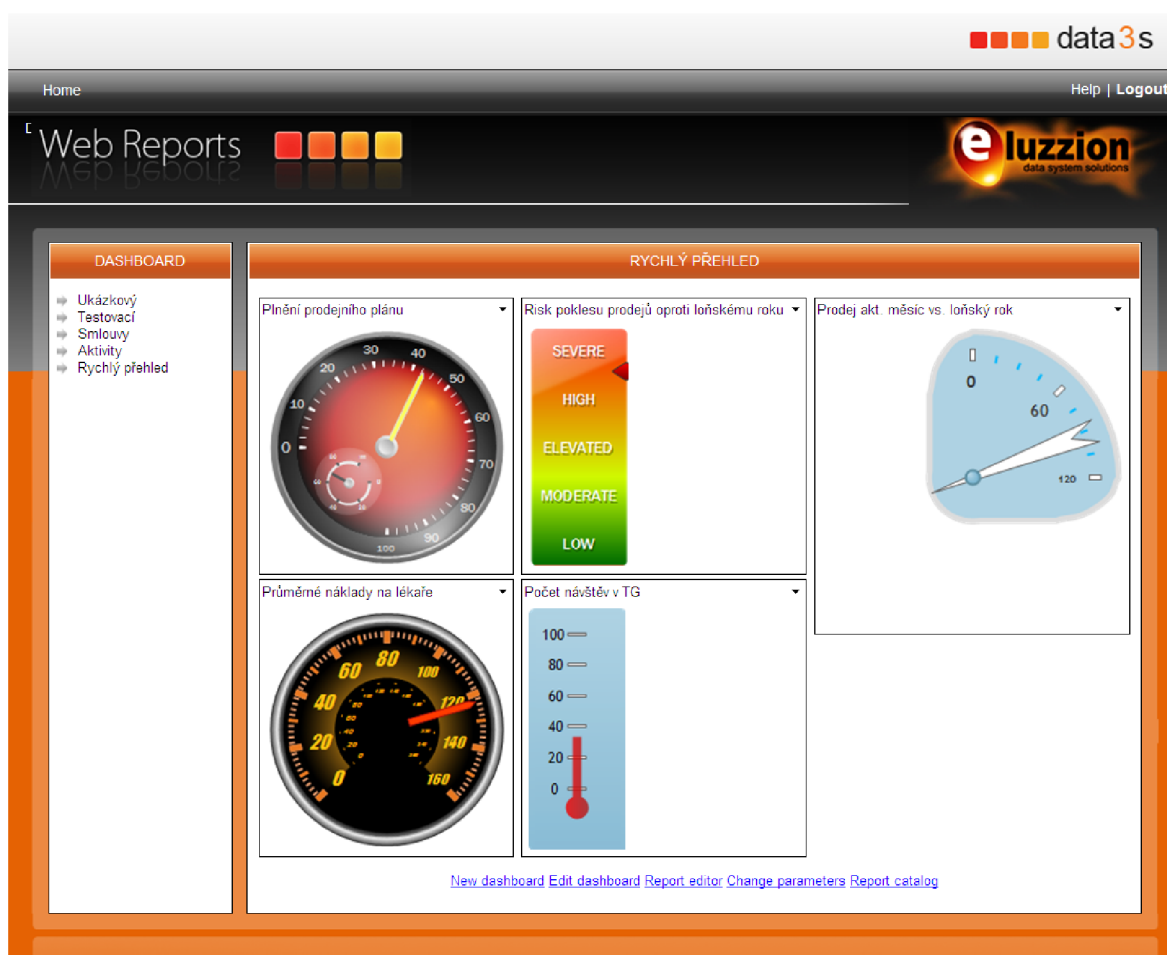 data3s
Home
Help | Logout
Web Reports
eluzzion
data system solutions
DASHBOARD
Ukázkový
Testovací
Smlouvy
Aktivity
Rychlý přehled
RYCHLÝ PŘEHLED
Plnění prodejního plánu
0
10
20
30
40
50
60
70
80
90
100
Risk poklesu prodejů oproti loňskému roku
SEVERE
HIGH
ELEVATED
MODERATE
LOW
Prodej akt. měsíc vs. loňský rok
0
60
120
Průměrné náklady na lékaře
0
20
40
60
80
100
120
140
160
Počet návštěv v TG
100
80
60
40
20
0
New dashboard Edit dashboard Report editor Change parameters Report catalog